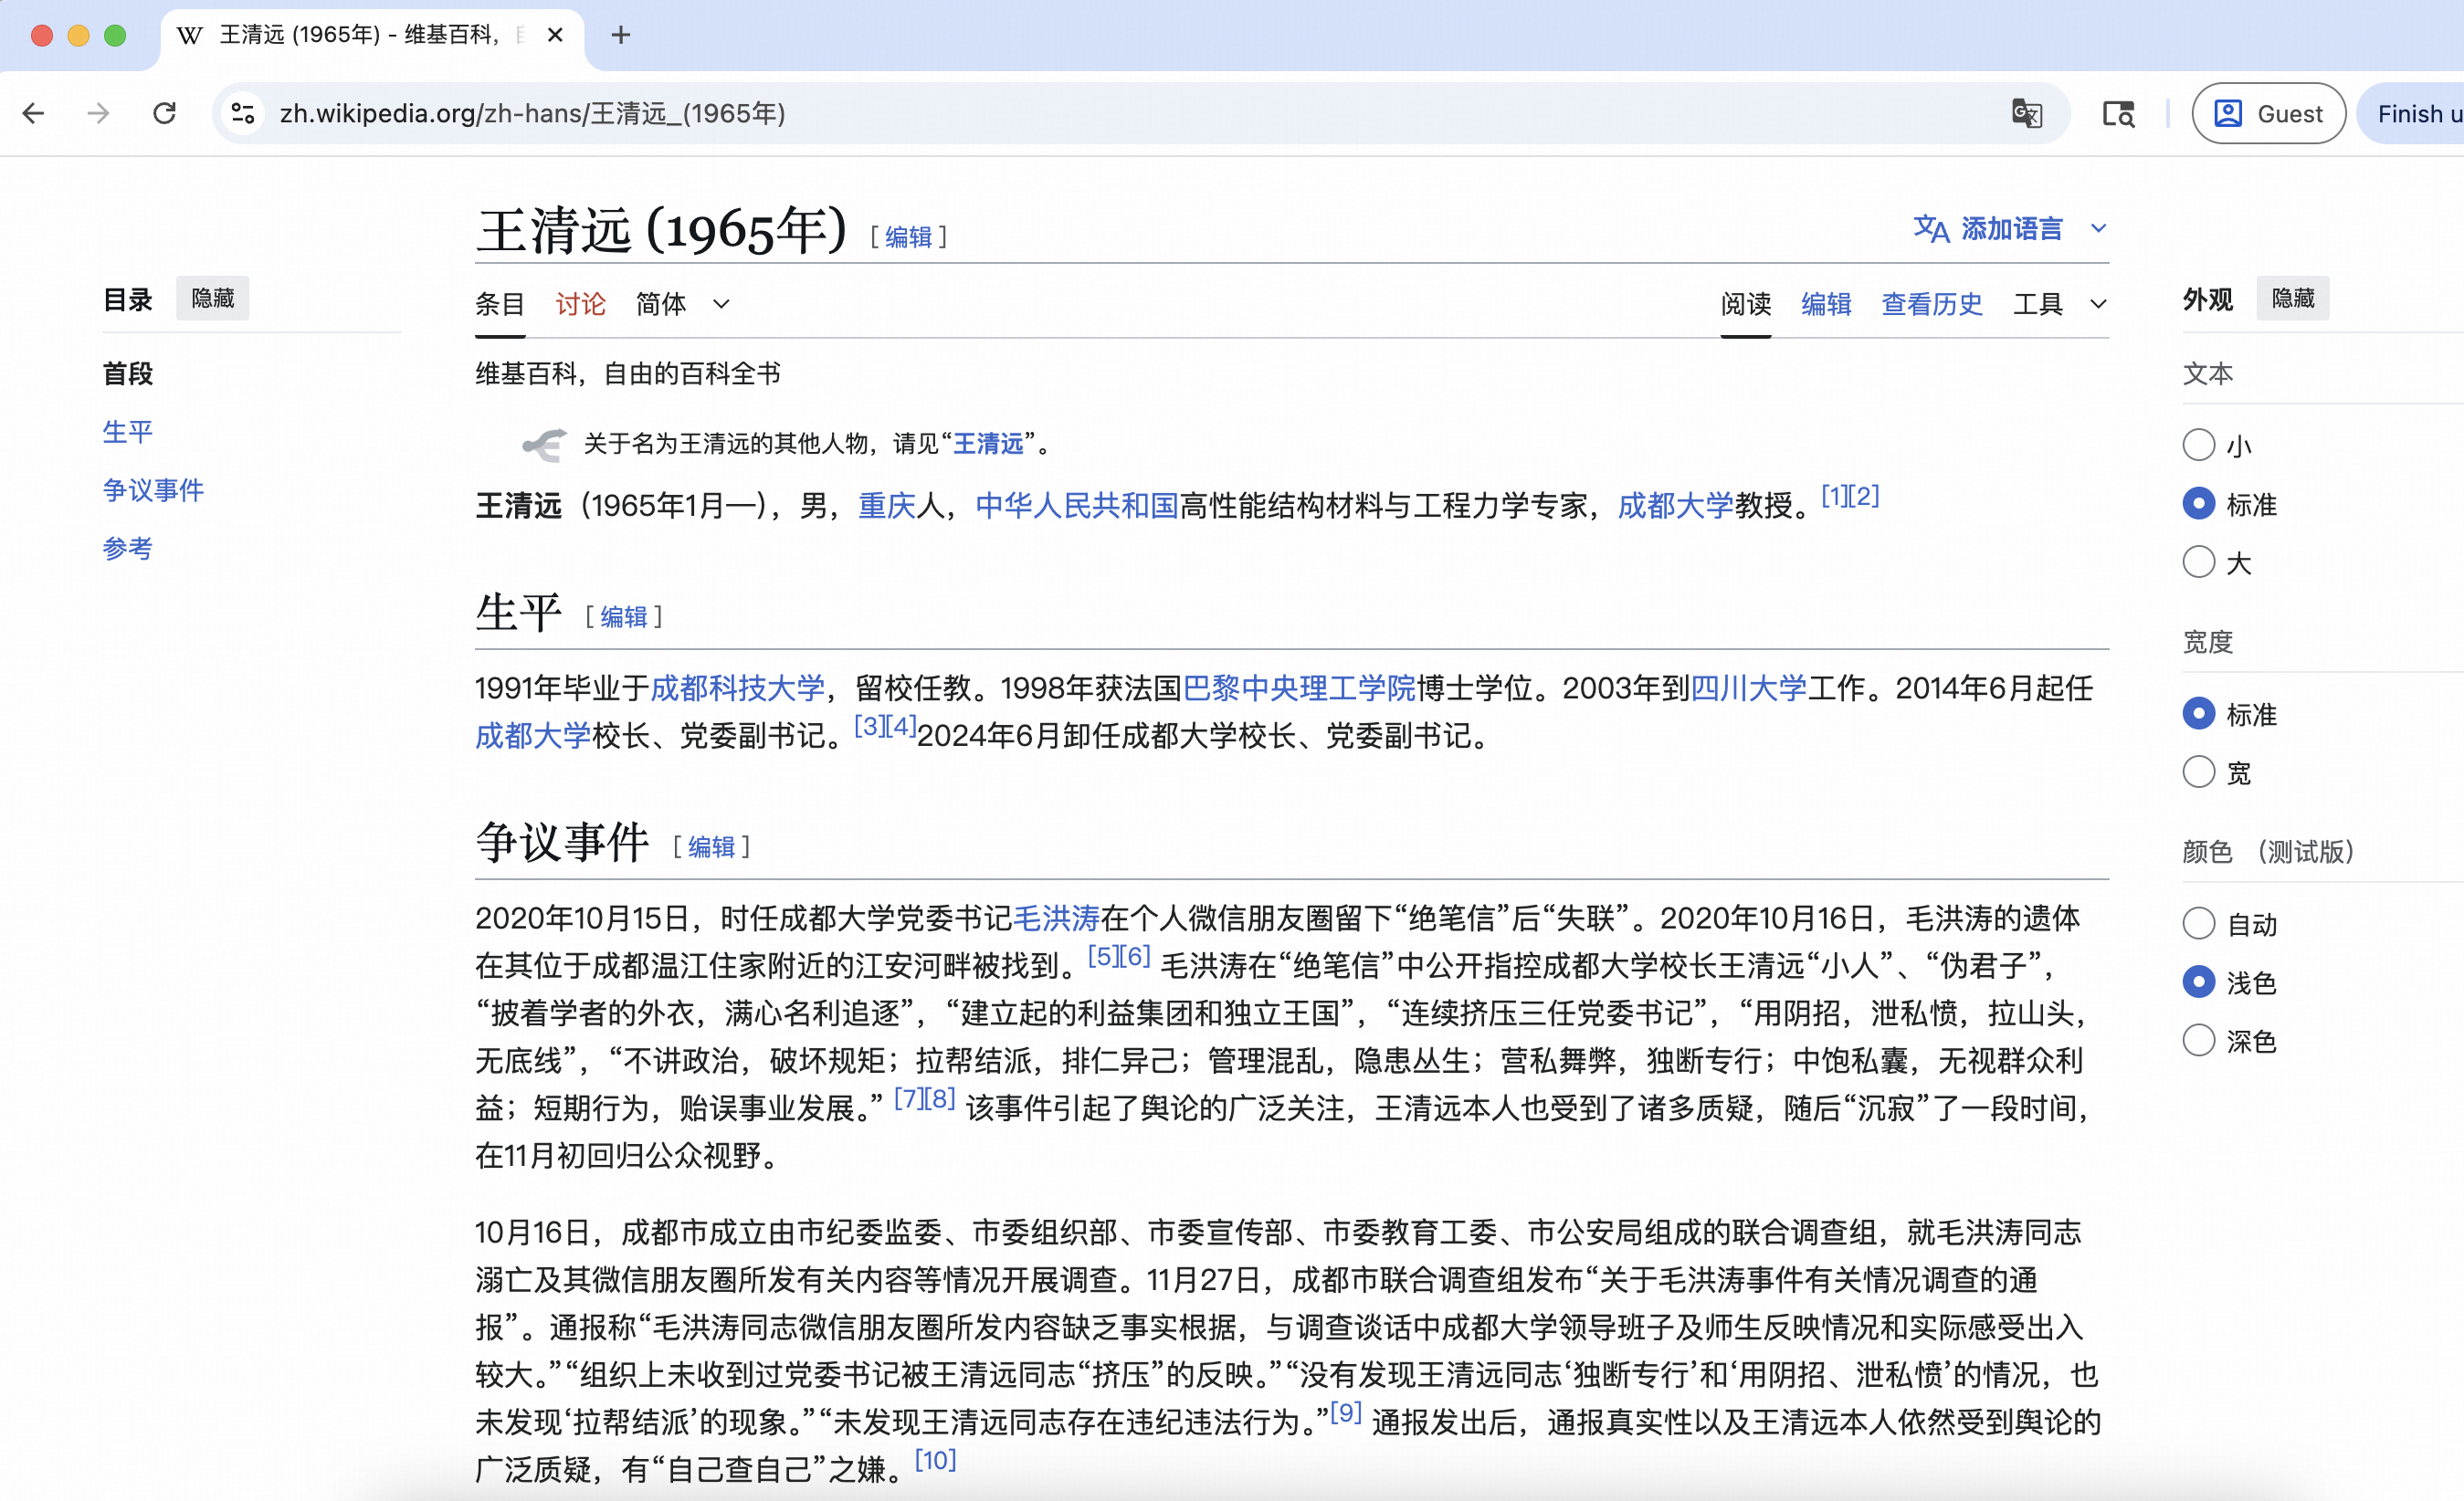 王清远 (1965年) - 维基百科，
zh.wikipedia.org/zh-hans/王清远_(1965年)
Guest
Finish u
王清远 (1965年) [ 编辑 ]
添加语言
目录 隐藏
首段
生平
争议事件
参考
条目 讨论 简体
阅读 编辑 查看历史 工具
维基百科，自由的百科全书
关于名为王清远的其他人物，请见“王清远”。
王清远（1965年1月—），男，重庆人，中华人民共和国高性能结构材料与工程力学专家，成都大学教授。[1][2]
生平 [ 编辑 ]
1991年毕业于成都科技大学，留校任教。1998年获法国巴黎中央理工学院博士学位。2003年到四川大学工作。2014年6月起任
成都大学校长、党委副书记。[3][4]2024年6月卸任成都大学校长、党委副书记。
争议事件 [ 编辑 ]
2020年10月15日，时任成都大学党委书记毛洪涛在个人微信朋友圈留下“绝笔信”后“失联”。2020年10月16日，毛洪涛的遗体
在其位于成都温江住家附近的江安河畔被找到。[5][6] 毛洪涛在“绝笔信”中公开指控成都大学校长王清远“小人”、“伪君子”，
“披着学者的外衣，满心名利追逐”，“建立起的利益集团和独立王国”，“连续挤压三任党委书记”，“用阴招，泄私愤，拉山头，
无底线”，“不讲政治，破坏规矩；拉帮结派，排仁异己；管理混乱，隐患丛生；营私舞弊，独断专行；中饱私囊，无视群众利
益；短期行为，贻误事业发展。” [7][8] 该事件引起了舆论的广泛关注，王清远本人也受到了诸多质疑，随后“沉寂”了一段时间，
在11月初回归公众视野。
10月16日，成都市成立由市纪委监委、市委组织部、市委宣传部、市委教育工委、市公安局组成的联合调查组，就毛洪涛同志
溺亡及其微信朋友圈所发有关内容等情况开展调查。11月27日，成都市联合调查组发布“关于毛洪涛事件有关情况调查的通
报”。通报称“毛洪涛同志微信朋友圈所发内容缺乏事实根据，与调查谈话中成都大学领导班子及师生反映情况和实际感受出入
较大。”“组织上未收到过党委书记被王清远同志“挤压”的反映。”“没有发现王清远同志‘独断专行’和‘用阴招、泄私愤’的情况，也
未发现‘拉帮结派’的现象。”“未发现王清远同志存在违纪违法行为。”[9] 通报发出后，通报真实性以及王清远本人依然受到舆论的
广泛质疑，有“自己查自己”之嫌。[10]
外观 隐藏
文本
小
标准
大
宽度
标准
宽
颜色 （测试版）
自动
浅色
深色